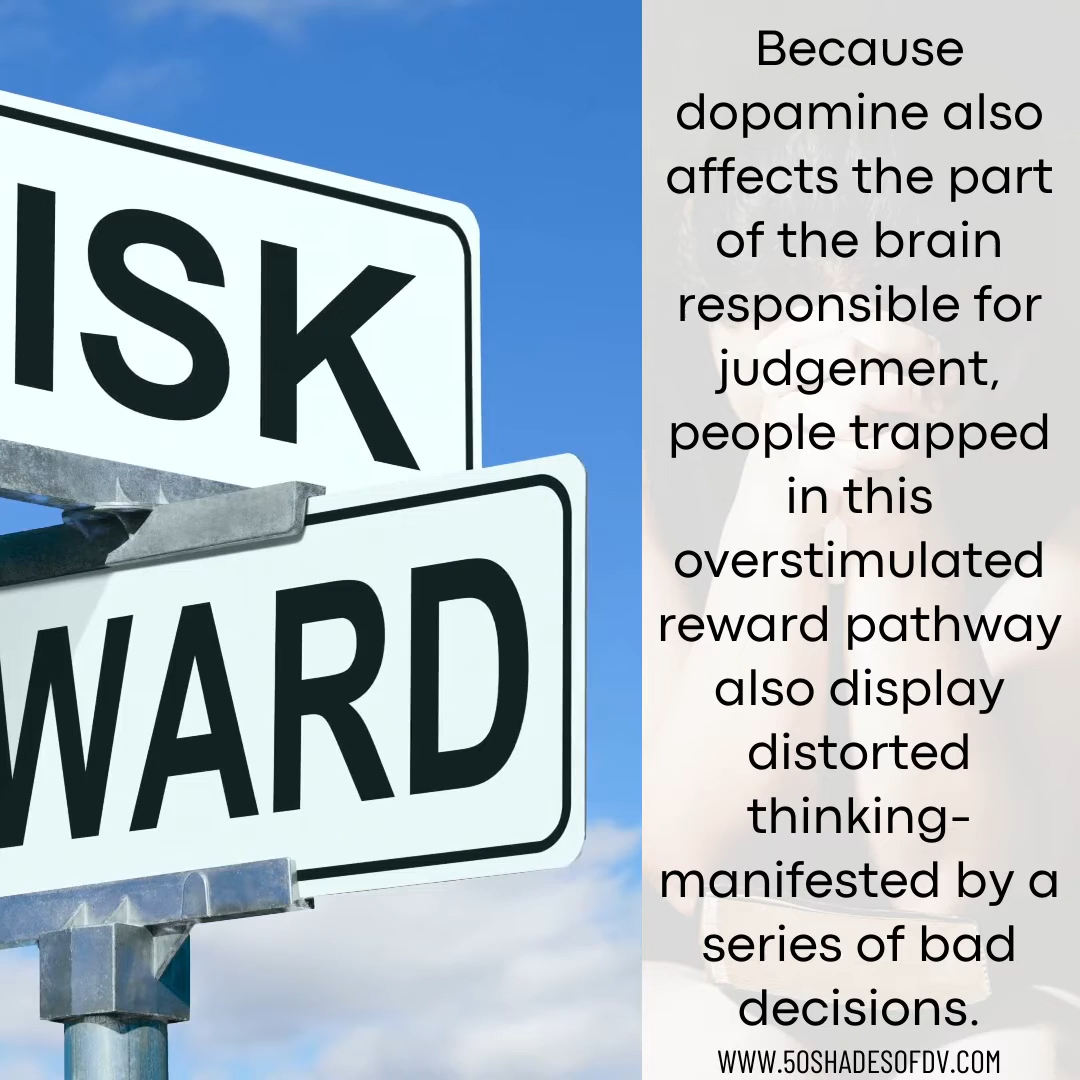 ISK
WARD
Because
dopamine also
affects the part
of the brain
responsible for
judgement,
people trapped
in this
overstimulated
reward pathway
also display
distorted
thinking-
manifested by a
series of bad
decisions.
WWW.50SHADESOFDV.COM